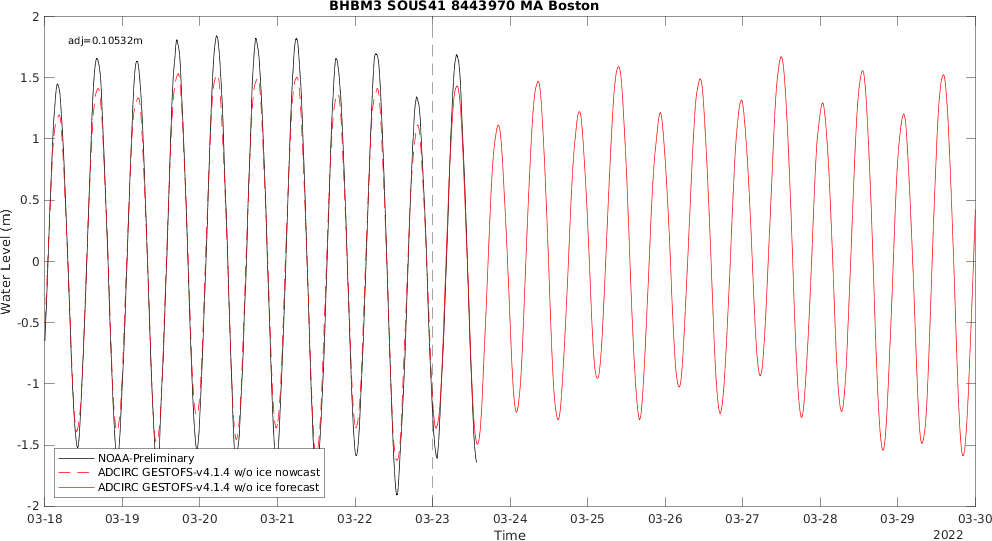 BHBM3 SOUS41 8443970 MA Boston
adj=0.10532m
2
1.5
1
0.5
0
-0.5
-1
-1.5
-2
Water Level (m)
NOAA-Preliminary
ADCIRC GESTOFS-v4.1.4 w/o ice nowcast
ADCIRC GESTOFS-v4.1.4 w/o ice forecast
03-18 03-19 03-20 03-21 03-22 03-23 03-24 03-25 03-26 03-27 03-28 03-29 03-30
Time
2022